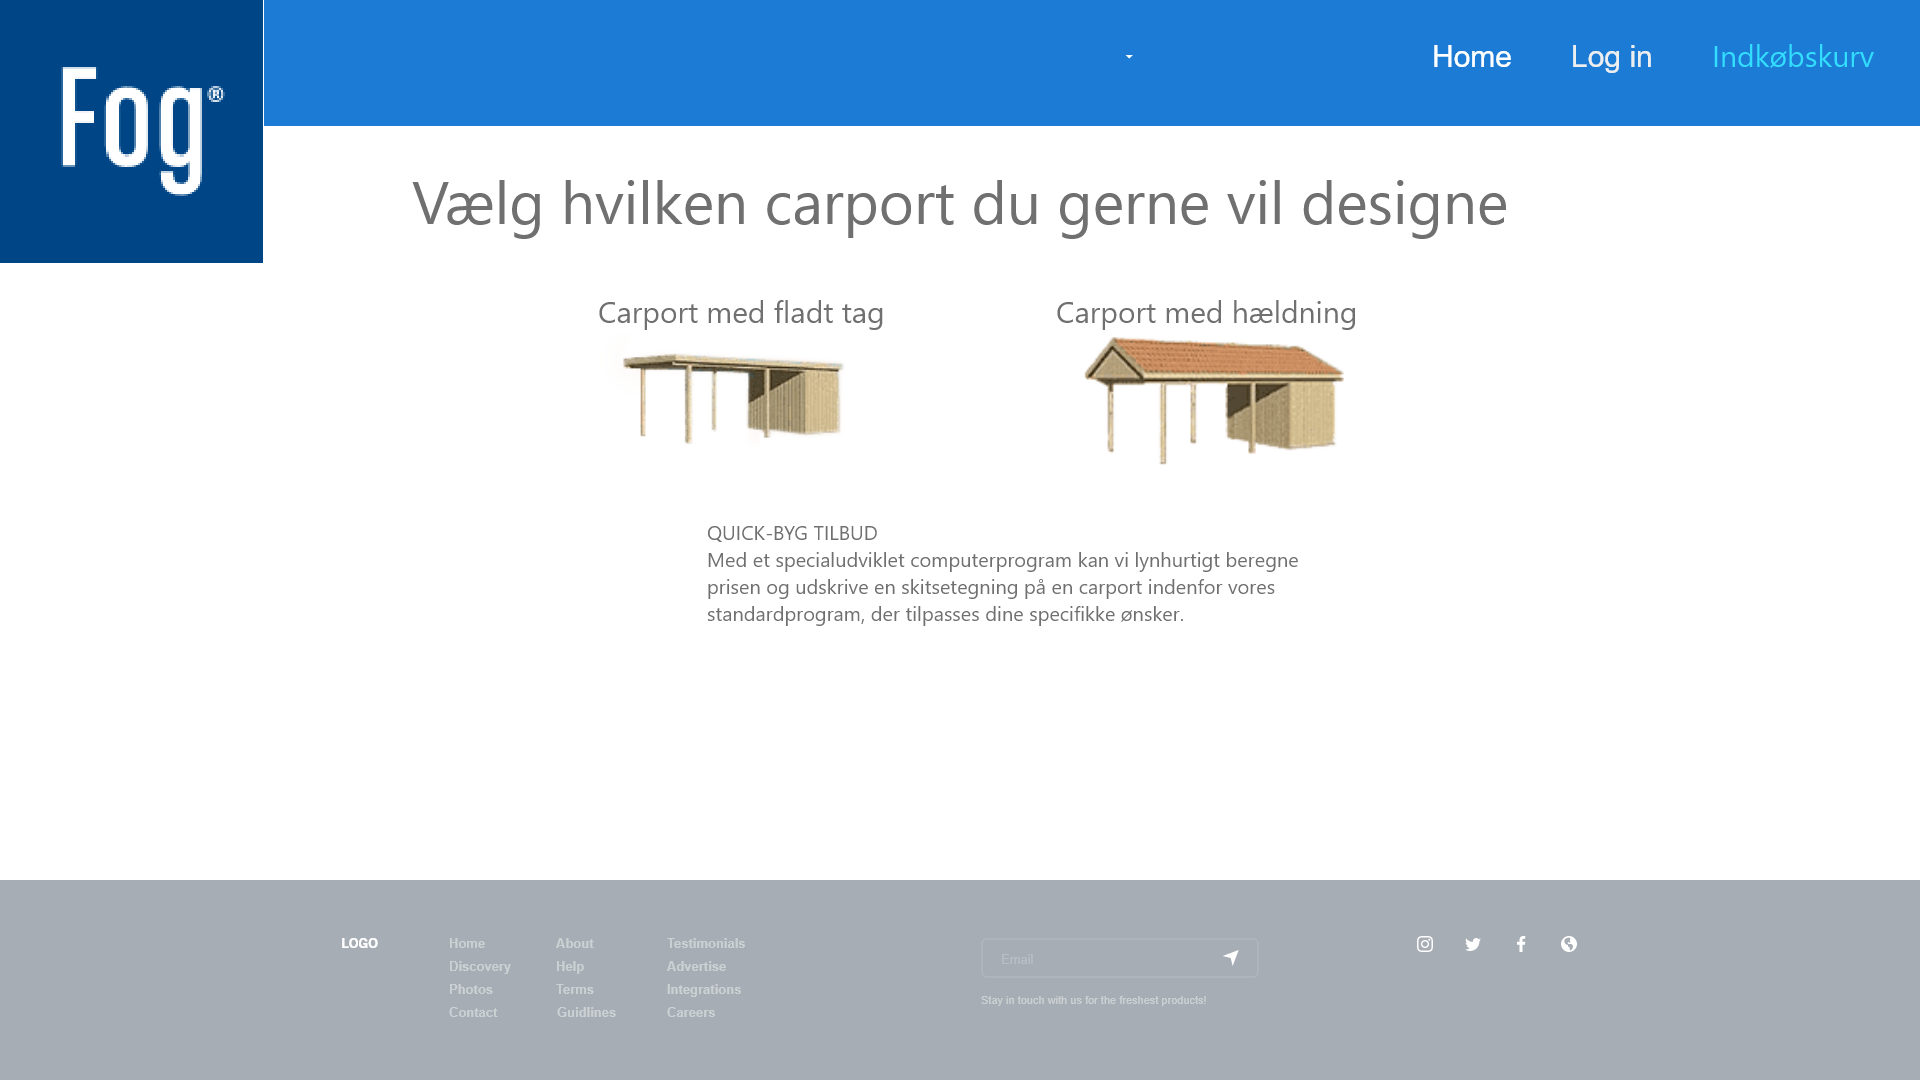 Fog®
Home Log in Indkøbskurv
Vælg hvilken carport du gerne vil designe
Carport med fladt tag
Carport med hældning
QUICK-BYG TILBUD
Med et specialudviklet computerprogram kan vi lynhurtigt beregne
prisen og udskrive en skitsetegning på en carport indenfor vores
standardprogram, der tilpasses dine specifikke ønsker.
LOGO
Home
Discovery
Photos
Contact
About
Help
Terms
Guidlines
Testimonials
Advertise
Integrations
Careers
Email
Stay in touch with us for the freshest products!